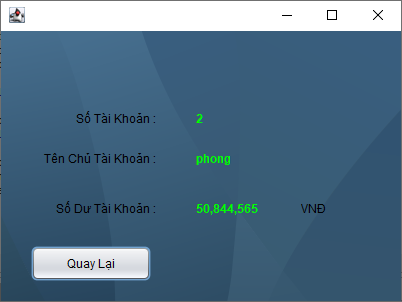 Số Tài Khoản : 2
Tên Chủ Tài Khoản : phong
Số Dư Tài Khoản : 50,844,565 VNĐ
Quay Lại